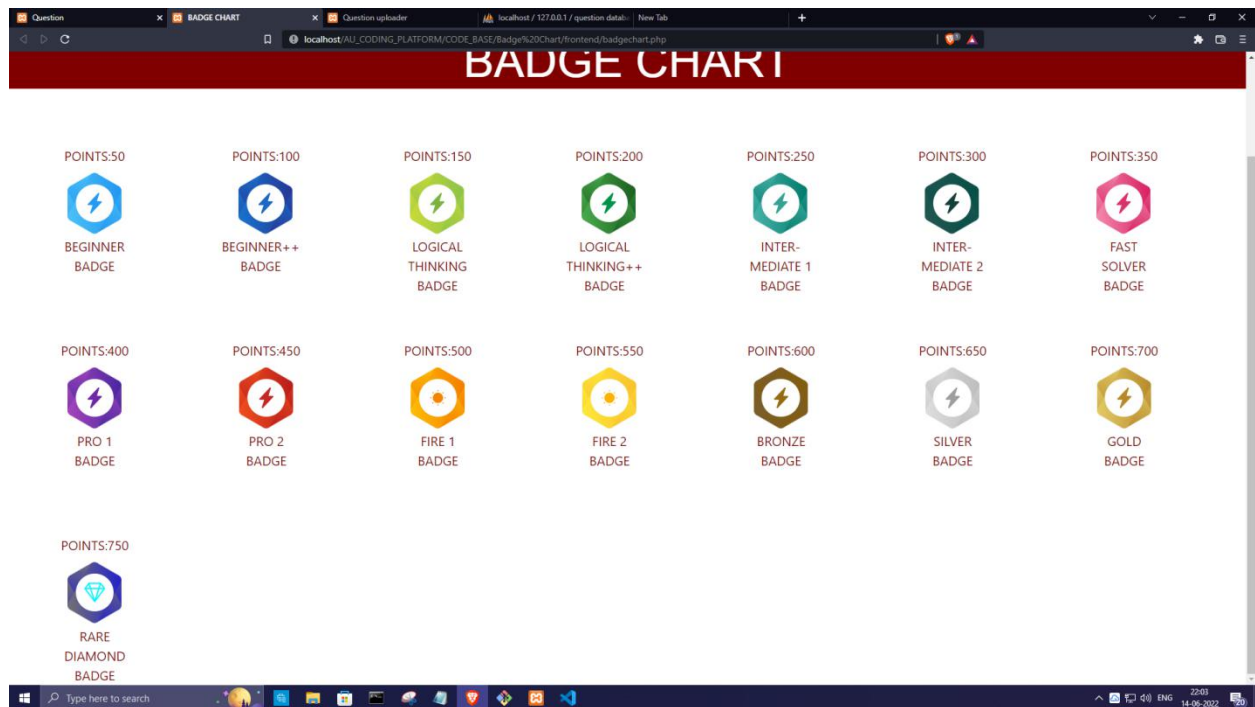 Question
BADGE CHART
Question uploader
localhost / 127.0.0.1 / question datab
New Tab
localhost/AU_CODING_PLATFORM/CODE_BASE/Badge%20Chart/frontend/badgechart.php
BADGE CHART
POINTS:50
BEGINNER
BADGE
POINTS:100
BEGINNER++
BADGE
POINTS:150
LOGICAL
THINKING
BADGE
POINTS:200
LOGICAL
THINKING++
BADGE
POINTS:250
INTER-
MEDIATE 1
BADGE
POINTS:300
INTER-
MEDIATE 2
BADGE
POINTS:350
FAST
SOLVER
BADGE
POINTS:400
PRO 1
BADGE
POINTS:450
PRO 2
BADGE
POINTS:500
FIRE 1
BADGE
POINTS:550
FIRE 2
BADGE
POINTS:600
BRONZE
BADGE
POINTS:650
SILVER
BADGE
POINTS:700
GOLD
BADGE
POINTS:750
RARE
DIAMOND
BADGE
Type here to search
ENG
22:03
14-06-2022